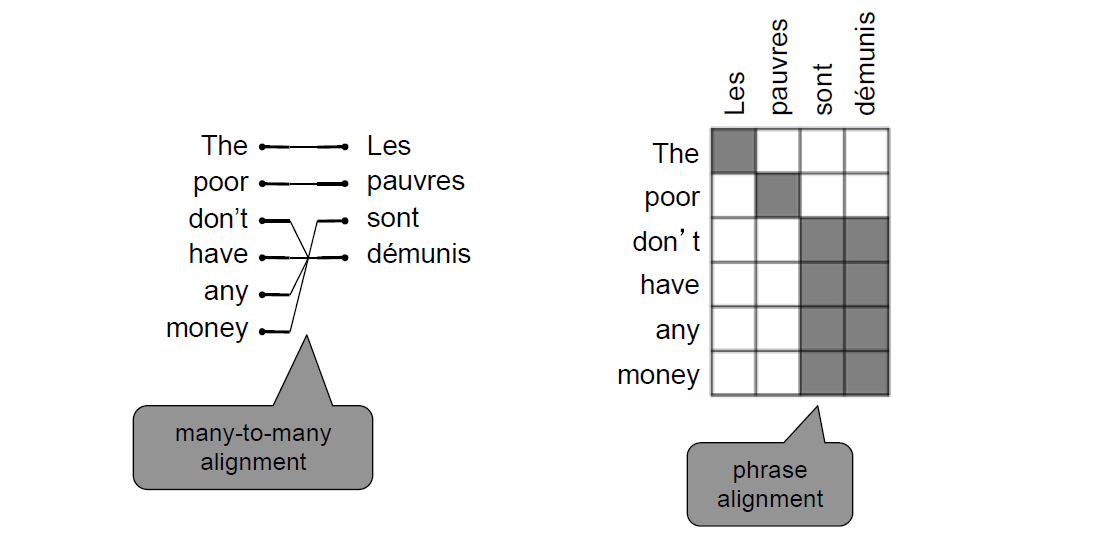 The Les
poor pauvres
don't sont
have démunis
any
money
many-to-many
alignment
Les pauvres sont démunis
The
poor
don’t
have
any
money
phrase
alignment